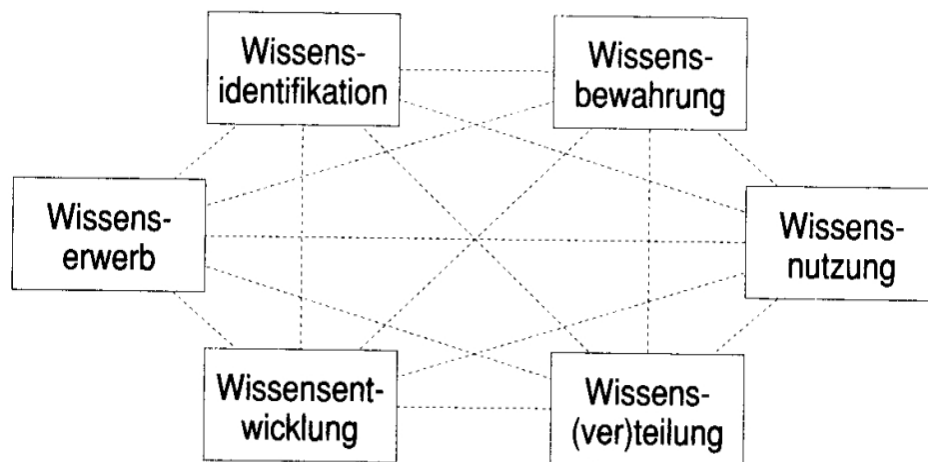 Wissens-
identifikation
Wissens-
bewahrung
Wissens-
erwerb
Wissens-
nutzung
Wissensent-
wicklung
Wissens-
(ver)teilung